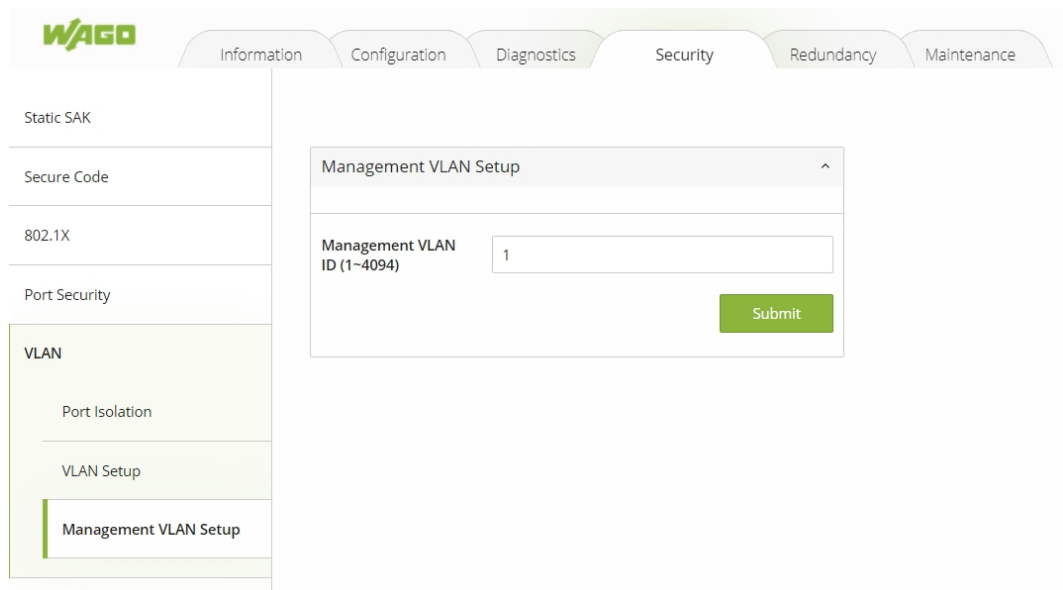 WAGO
Information
Configuration
Diagnostics
Security
Redundancy
Maintenance
Static SAK
Secure Code
802.1X
Port Security
VLAN
Port Isolation
VLAN Setup
Management VLAN Setup
Management VLAN Setup
Management VLAN
ID (1~4094)
1
Submit